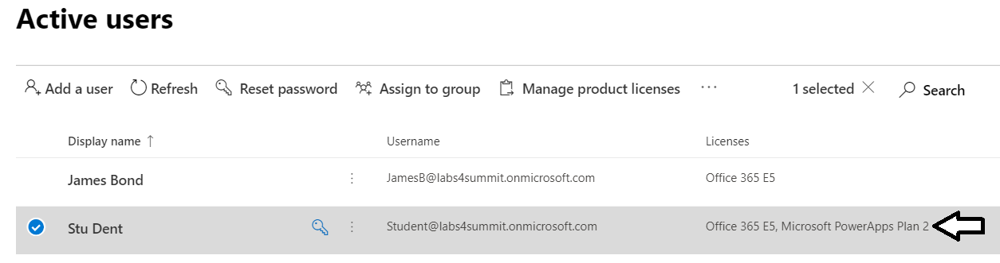 Active users
Add a user Refresh Reset password Assign to group Manage product licenses ... 1 selected Search
Display name ↑ Username Licenses
James Bond JamesB@labs4summit.onmicrosoft.com Office 365 E5
Stu Dent Student@labs4summit.onmicrosoft.com Office 365 E5, Microsoft PowerApps Plan 2